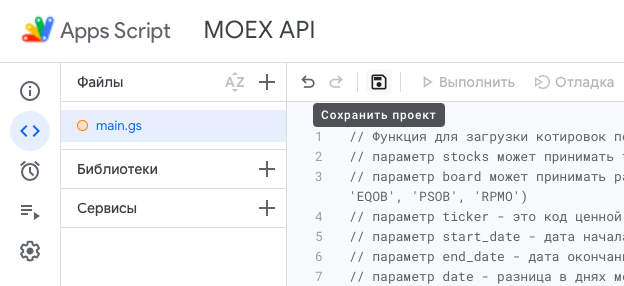 Apps Script MOEX API
Файлы
AZ
Выполнить
Отладка
Сохранить проект
main.gs
Библиотеки
Сервисы
1 // Функция для загрузки котировок
2 // параметр stocks может принимать
3 // параметр board может принимать
'EQOB', 'PSOB', 'RPMO')
4 // параметр ticker - это код ценной
5 // параметр start_date - дата начала
6 // параметр end_date - дата
7 // параметр date - разница в днях